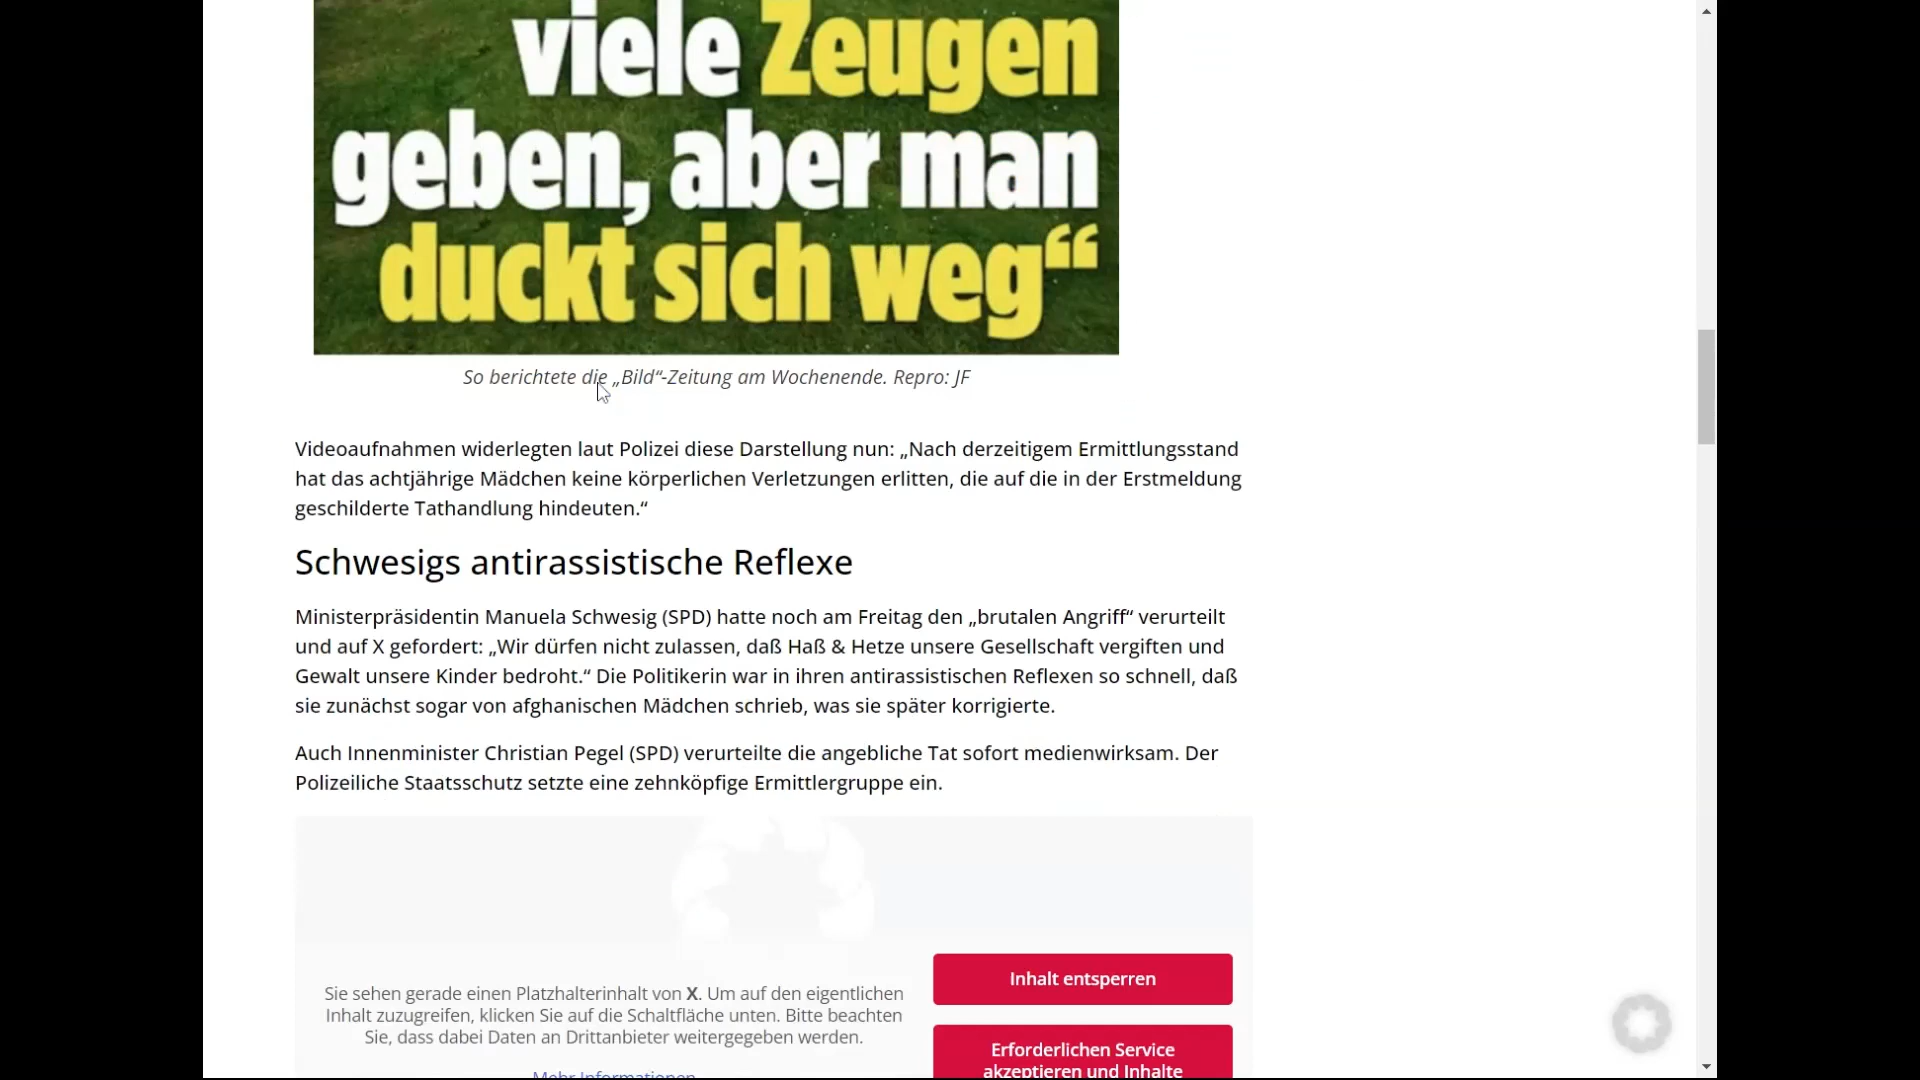 viele Zeugen
geben, aber man
duckt sich weg“
So berichtete die „Bild“-Zeitung am Wochenende. Repro: JF
Videoaufnahmen widerlegten laut Polizei diese Darstellung nun: „Nach derzeitigem Ermittlungsstand
hat das achtjährige Mädchen keine körperlichen Verletzungen erlitten, die auf die in der Erstmeldung
geschilderte Tathandlung hindeuten.“
Schwesigs antirassistische Reflexe
Ministerpräsidentin Manuela Schwesig (SPD) hatte noch am Freitag den „brutalen Angriff“ verurteilt
und auf X gefordert: „Wir dürfen nicht zulassen, daß Haß & Hetze unsere Gesellschaft vergiften und
Gewalt unsere Kinder bedroht.“ Die Politikerin war in ihren antirassistischen Reflexen so schnell, daß
sie zunächst sogar von afghanischen Mädchen schrieb, was sie später korrigierte.
Auch Innenminister Christian Pegel (SPD) verurteilte die angebliche Tat sofort medienwirksam. Der
Polizeiliche Staatsschutz setzte eine zehnköpfige Ermittlergruppe ein.
Sie sehen gerade einen Platzhalterinhalt von X. Um auf den eigentlichen
Inhalt zuzugreifen, klicken Sie auf die Schaltfläche unten. Bitte beachten
Sie, dass dabei Daten an Drittanbieter weitergegeben werden.
Mehr Informationen
Inhalt entsperren
Erforderlichen Service
akzeptieren und Inhalte